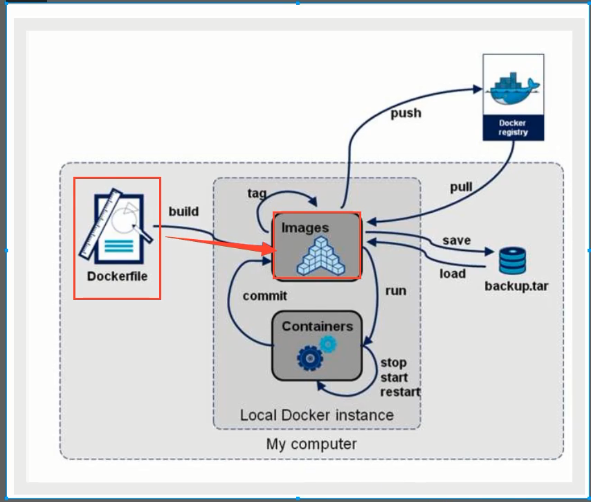 push
Docker
registry
pull
tag
build
Images
save
load
Dockerfile
backup.tar
commit
run
Containers
stop
start
restart
Local Docker instance
My computer